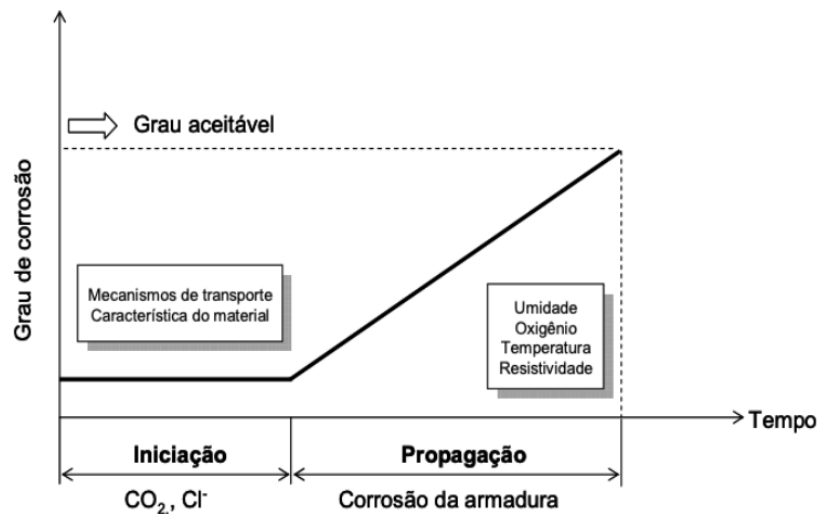 Grau aceitável
Grau de corrosão
Mecanismos de transporte
Característica do material
Umidade
Oxigênio
Temperatura
Resistividade
Tempo
Iniciação
Propagação
CO₂,, Cl⁻
Corrosão da armadura